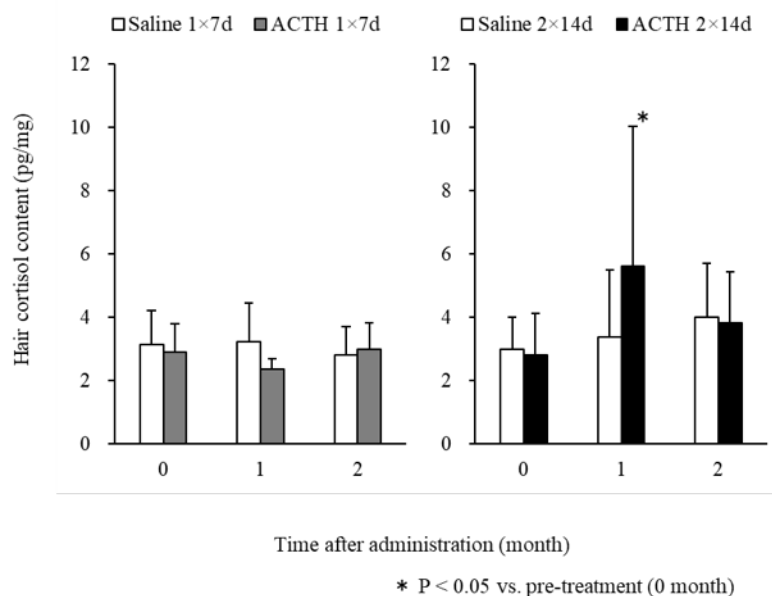 Saline 1×7d ACTH 1×7d
Saline 2×14d ACTH 2×14d
Hair cortisol content (pg/mg)
12
10
8
6
4
2
0
0 1 2
12
10
8
6
4
2
0
*
0 1 2
Time after administration (month)
* P < 0.05 vs. pre-treatment (0 month)